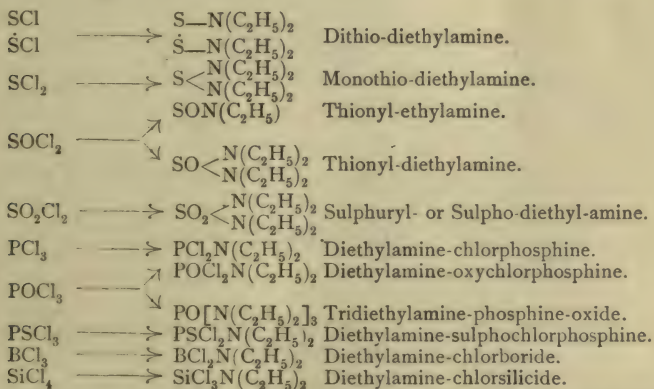 SCl S—N(C₂H₅)₂
ṠCl ⟶ Ṡ—N(C₂H₅)₂ Dithio-diethylamine.
SCl₂ ⟶ S<N(C₂H₅)₂ N(C₂H₅)₂ Monothio-diethylamine.
SON(C₂H₅) Thionyl-ethylamine.
SOCl₂
SO<N(C₂H₅)₂ N(C₂H₅)₂ Thionyl-diethylamine.
SO₂Cl₂ ⟶ SO₂<N(C₂H₅)₂ N(C₂H₅)₂ Sulphuryl- or Sulpho-diethyl-amine.
PCl₃ ⟶ PCl₂N(C₂H₅)₂ Diethylamine-chlorphosphine.
POCl₂N(C₂H₅)₂ Diethylamine-oxychlorphosphine.
POCl₃
PO[N(C₂H₅)₂]₃ Tridiethylamine-phosphine-oxide.
PSCl₃ ⟶ PSCl₂N(C₂H₅)₂ Diethylamine-sulphochlorphosphine.
BCl₃ ⟶ BCl₂N(C₂H₅)₂ Diethylamine-chlorboride.
SiCl₄ ⟶ SiCl₃N(C₂H₅)₂ Diethylamine-chlorsilicide.